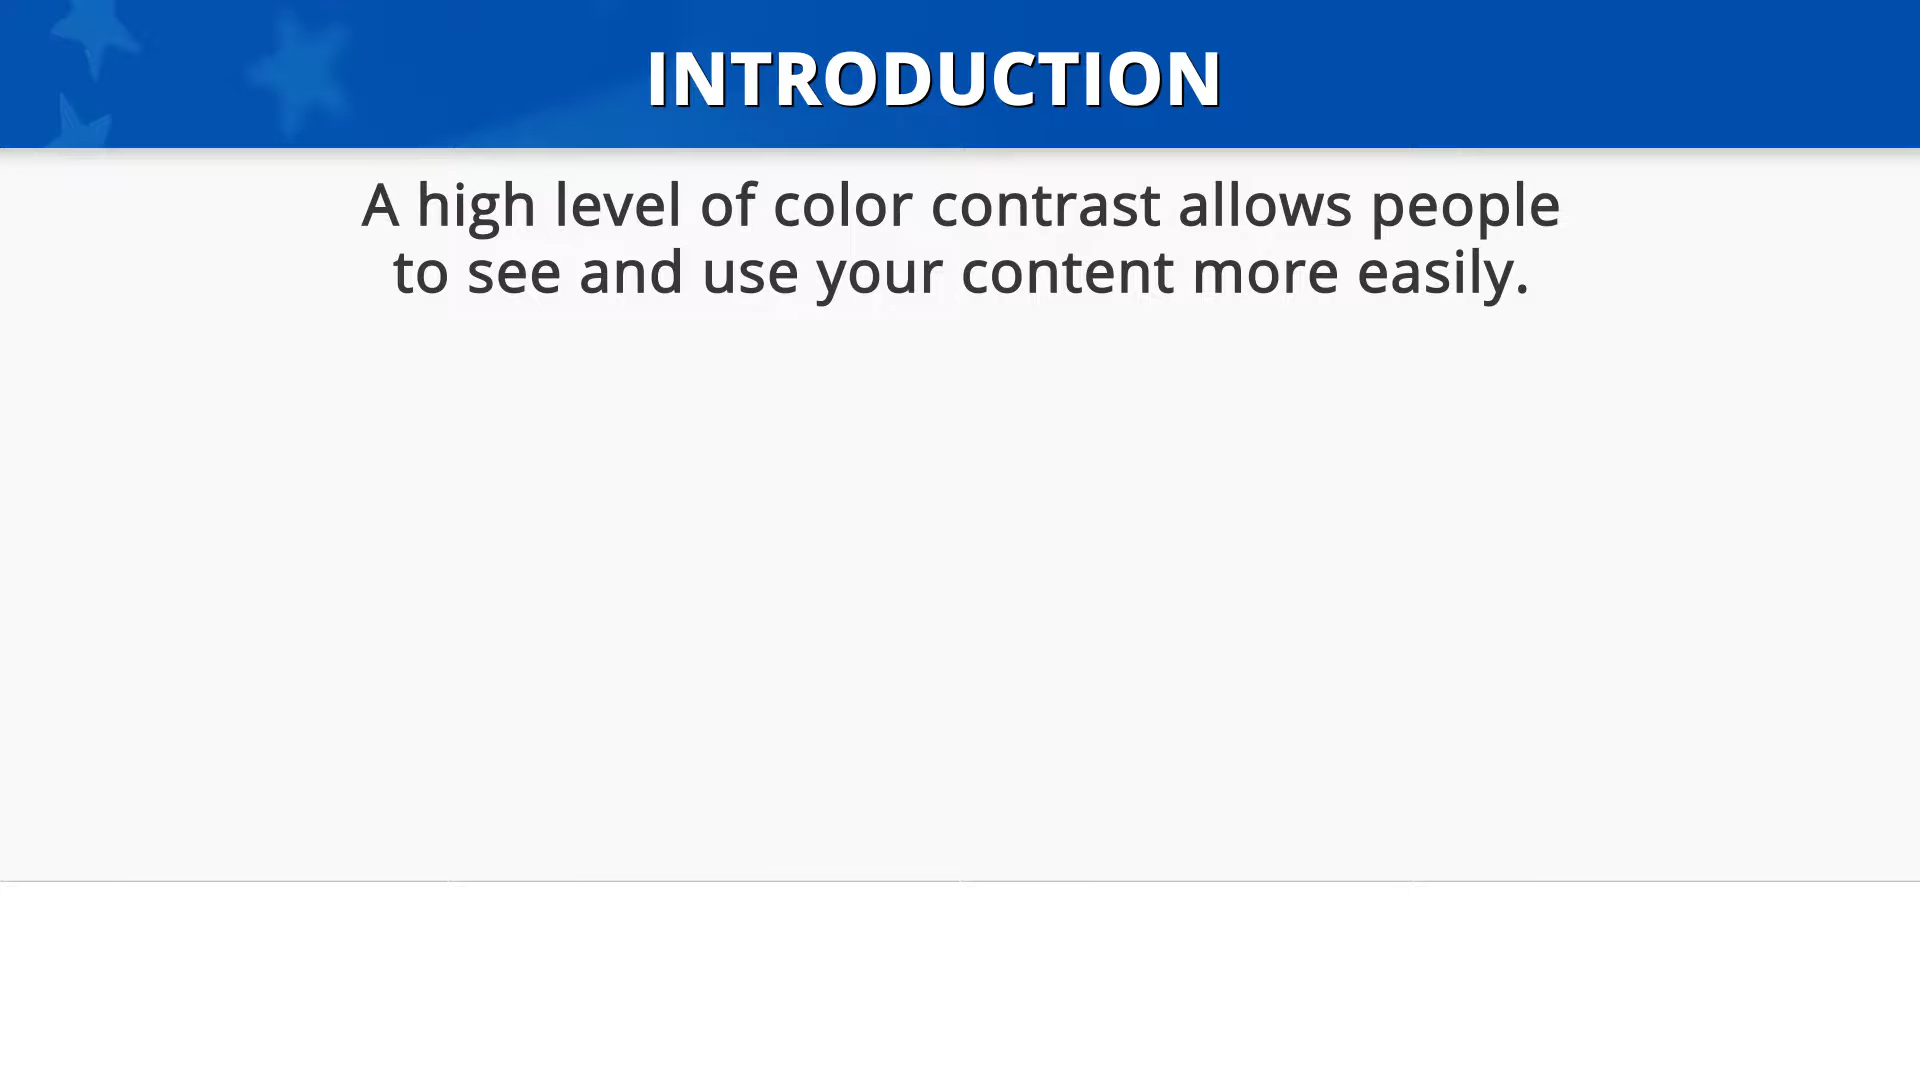 INTRODUCTION
A high level of color contrast allows people
to see and use your content more easily.